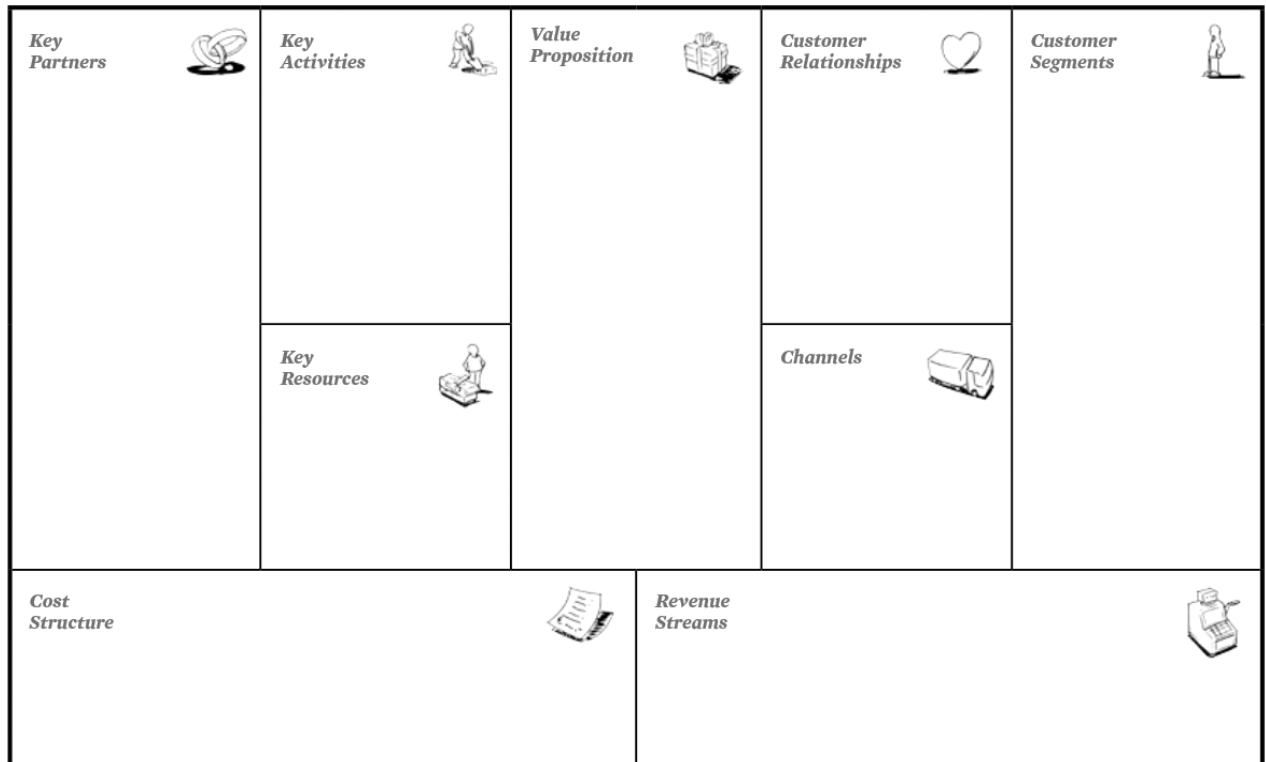 Key
Partners
Key
Activities
Value
Proposition
Customer
Relationships
Customer
Segments
Key
Resources
Channels
Cost
Structure
Revenue
Streams